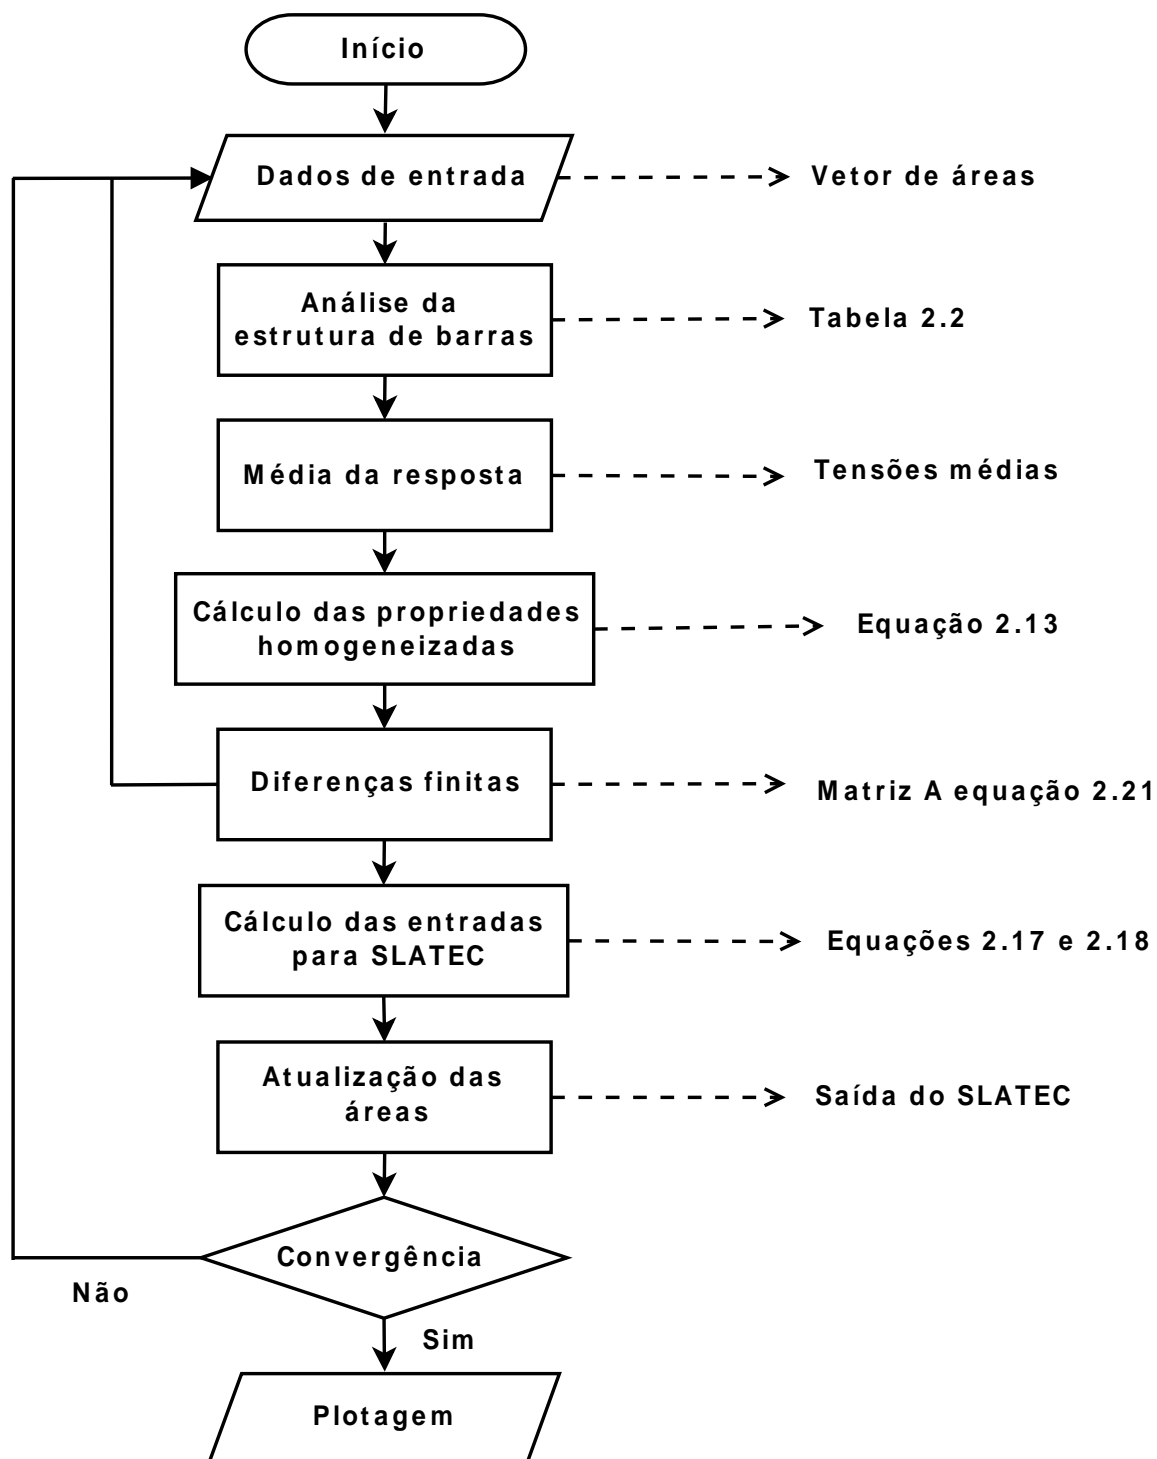 Início
Dados de entrada
Vetor de áreas
Análise da
estrutura de barras
Tabela 2.2
Média da resposta
Tensões médias
Cálculo das propriedades
homogeneizadas
Equação 2.13
Diferenças finitas
Matriz A equação 2.21
Cálculo das entradas
para SLATEC
Equações 2.17 e 2.18
Atualização das
áreas
Saída do SLATEC
Convergência
Não
Sim
Plotagem